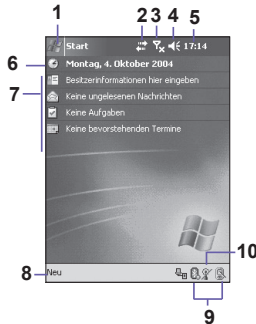 1
2 3 4 5
Start 17:14
6
Montag, 4. Oktober 2004
7
Besitzerinformationen hier eingeben
Keine ungelesenen Nachrichten
Keine Aufgaben
Keine bevorstehenden Termine
10
8
Neu
9